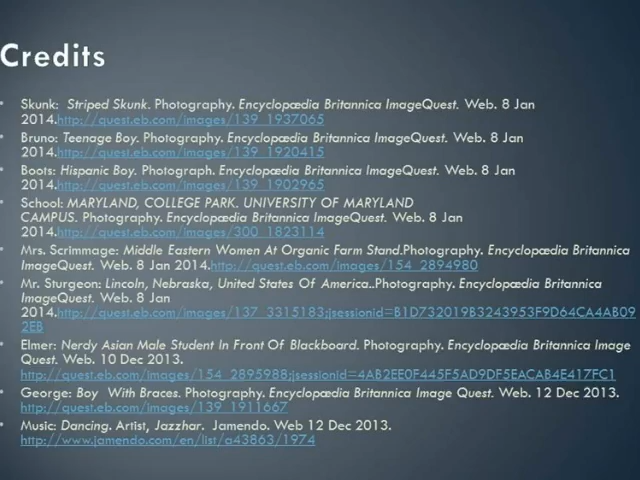 Credits
• Skunk: Striped Skunk. Photography. Encyclopædia Britannica ImageQuest. Web. 8 Jan
2014.http://quest.eb.com/images/139_1937065
• Bruno: Teenage Boy. Photography. Encyclopædia Britannica ImageQuest. Web. 8 Jan
2014.http://quest.eb.com/images/139_1920415
• Boots: Hispanic Boy. Photograph. Encyclopædia Britannica ImageQuest. Web. 8 Jan
2014.http://quest.eb.com/images/139_1902965
• School: MARYLAND, COLLEGE PARK. UNIVERSITY OF MARYLAND
CAMPUS. Photography. Encyclopædia Britannica ImageQuest. Web. 8 Jan
2014.http://quest.eb.com/images/300_1823114
• Mrs. Scrimmage: Middle Eastern Women At Organic Farm Stand.Photography. Encyclopædia Britannica
ImageQuest. Web. 8 Jan 2014.http://quest.eb.com/images/154_2894980
• Mr. Sturgeon: Lincoln, Nebraska, United States Of America..Photography. Encyclopædia Britannica
ImageQuest. Web. 8 Jan
2014.http://quest.eb.com/images/137_3315183;jsessionid=B1D732019B3243953F9D64CA4AB09
2EB
• Elmer: Nerdy Asian Male Student In Front Of Blackboard. Photography. Encyclopædia Britannica Image
Quest. Web. 10 Dec 2013.
http://quest.eb.com/images/154_2895988;jsessionid=4AB2EE0F445F5AD9DF5EACAB4E417FC1
• George: Boy With Braces. Photography. Encyclopædia Britannica Image Quest. Web. 12 Dec 2013.
http://quest.eb.com/images/139_1911667
• Music: Dancing. Artist, Jazzhar. Jamendo. Web 12 Dec 2013.
http://www.jamendo.com/en/list/a43863/1974